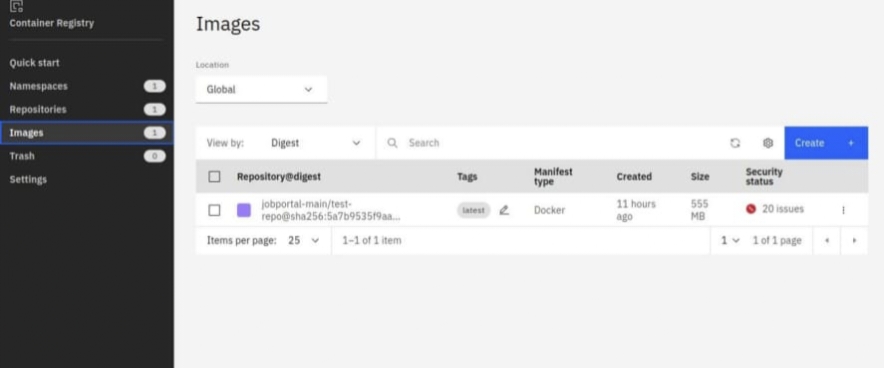 Container Registry
Quick start
Namespaces 1
Repositories 1
Images 1
Trash 0
Settings
Images
Location
Global
View by: Digest Search Create +
Repository@digest Tags Manifest type Created Size Security status
jobportal-main/test-
repo@sha256:5a7b9535f9aa... latest Docker 11 hours ago 555 MB 20 issues
Items per page: 25 1–1 of 1 item 1 1 of 1 page